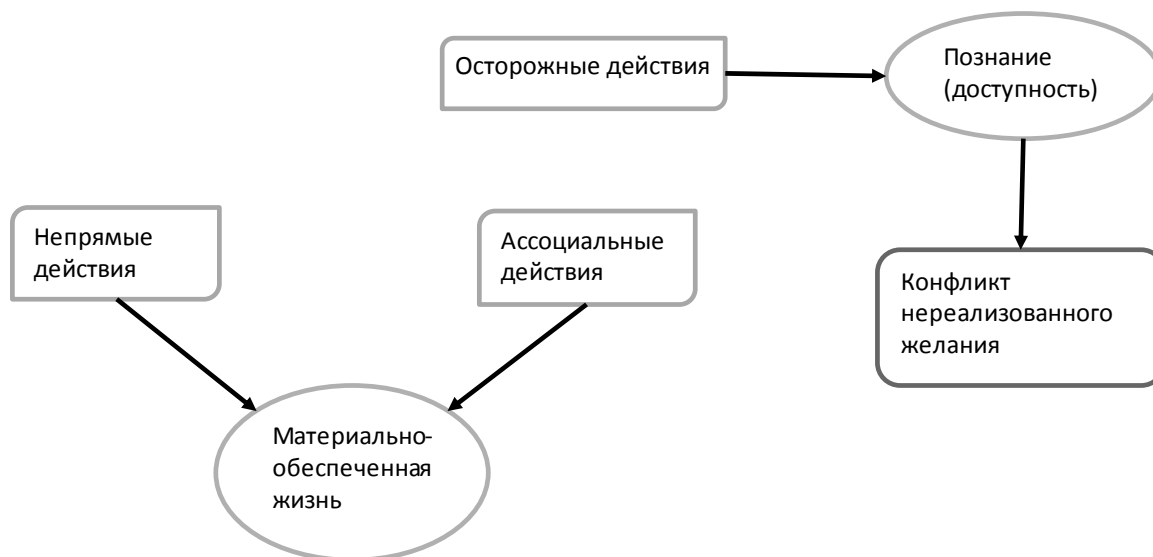 Осторожные действия
Познание
(доступность)
Непрямые
действия
Ассоциальные
действия
Конфликт
нереализованного
желания
Материально-
обеспеченная
жизнь